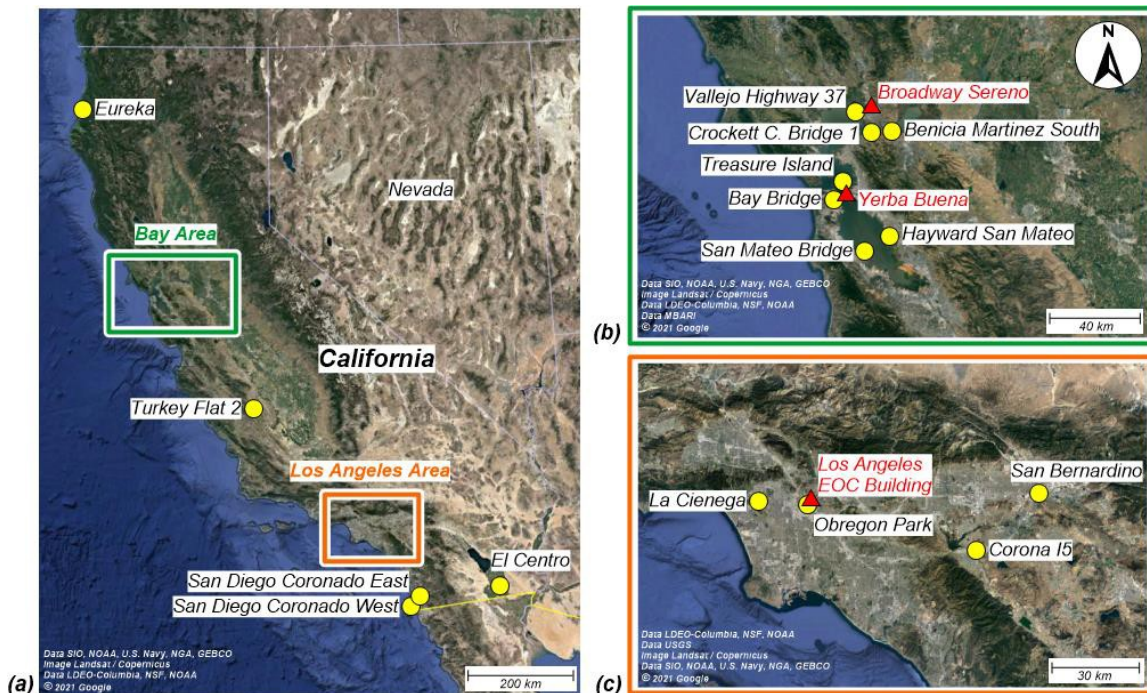 Eureka
Nevada
Bay Area
California
Turkey Flat 2
Los Angeles Area
El Centro
San Diego Coronado East
San Diego Coronado West
Data SIO, NOAA, U.S. Navy, NGA, GEBCO
Image Landsat / Copernicus
Data LDEO-Columbia, NSF, NOAA
© 2021 Google
200 km
(a)
N
Vallejo Highway 37
Broadway Sereno
Crockett C. Bridge 1
Benicia Martinez South
Treasure Island
Bay Bridge
Yerba Buena
Hayward San Mateo
San Mateo Bridge
Data SIO, NOAA, U.S. Navy, NGA, GEBCO
Image Landsat / Copernicus
Data LDEO-Columbia, NSF, NOAA
Data MBARI
© 2021 Google
40 km
(b)
Los Angeles
EOC Building
San Bernardino
La Cienega
Obregon Park
Corona I5
Data LDEO-Columbia, NSF, NOAA
Data USGS
Image Landsat / Copernicus
Data SIO, NOAA, U.S. Navy, NGA, GEBCO
© 2021 Google
30 km
(c)